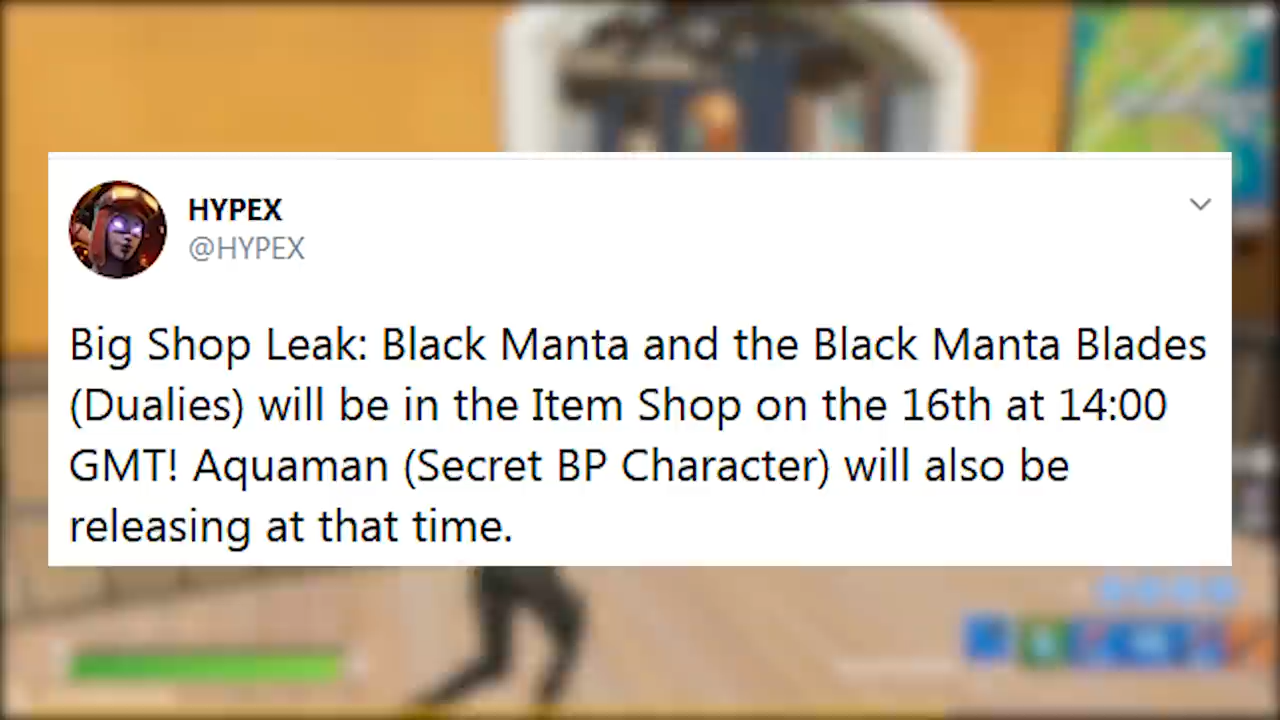 HYPEX
@HYPEX
Big Shop Leak: Black Manta and the Black Manta Blades
(Dualies) will be in the Item Shop on the 16th at 14:00
GMT! Aquaman (Secret BP Character) will also be
releasing at that time.